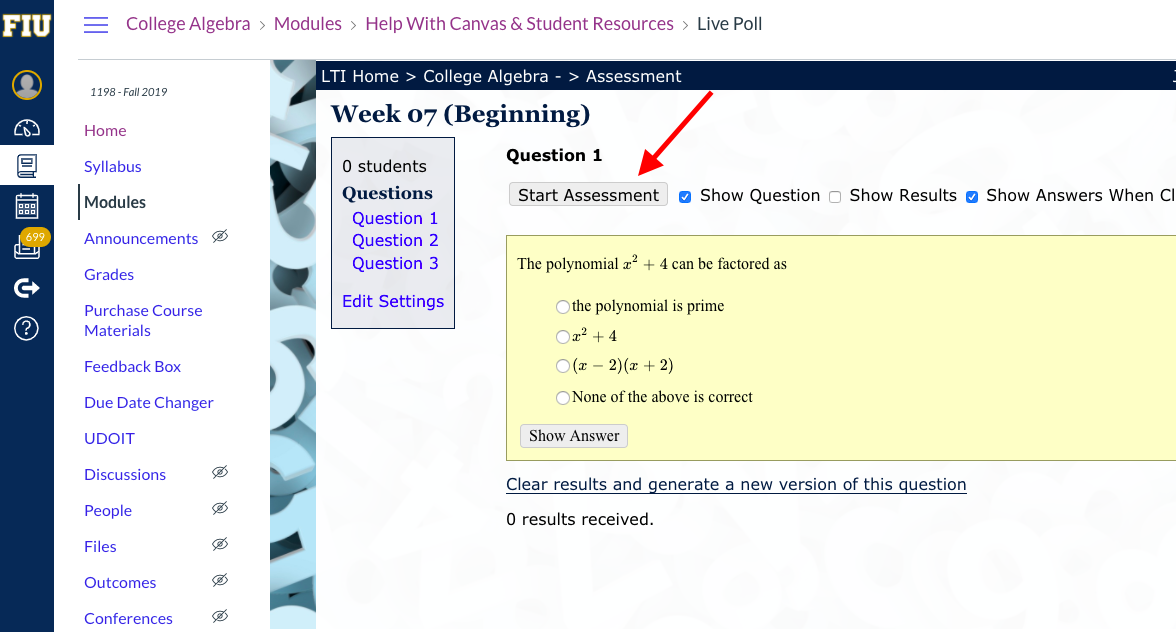 FIU
College Algebra › Modules › Help With Canvas & Student Resources › Live Poll
699
1198 - Fall 2019
Home
Syllabus
Modules
Announcements
Grades
Purchase Course
Materials
Feedback Box
Due Date Changer
UDOIT
Discussions
People
Files
Outcomes
Conferences
LTI Home > College Algebra - > Assessment
Week 07 (Beginning)
0 students
Questions
Question 1
Question 2
Question 3
Edit Settings
Question 1
Start Assessment Show Question Show Results Show Answers When Cl
The polynomial x² + 4 can be factored as
the polynomial is prime
x² + 4
(x − 2)(x + 2)
None of the above is correct
Show Answer
Clear results and generate a new version of this question
0 results received.